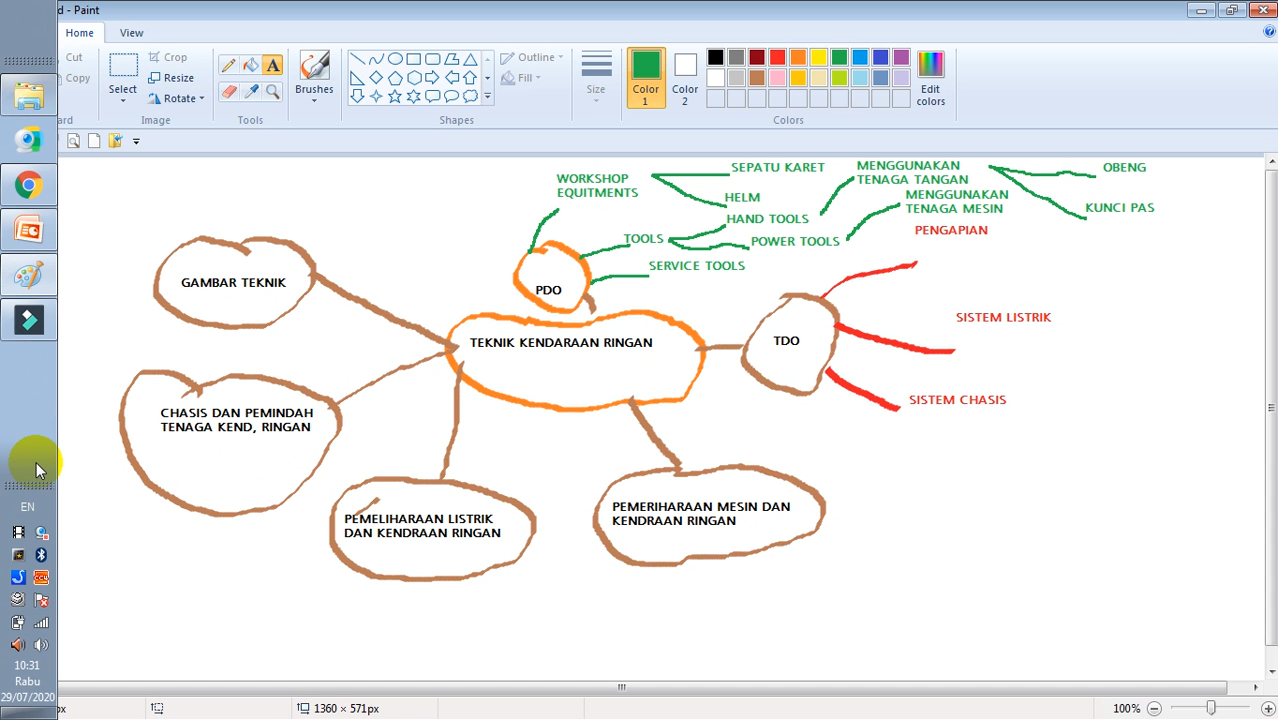 d - Paint
Home
View
Cut
Copy
ard
Select
Crop
Resize
Rotate
Image
A
Tools
Brushes
Shapes
Outline
Fill
Size
Color
1
Color
2
Edit
colors
Colors
WORKSHOP
EQUITMENTS
SEPATU KARET
HELM
MENGGUNAKAN
TENAGA TANGAN
OBENG
KUNCI PAS
MENGGUNAKAN
TENAGA MESIN
HAND TOOLS
TOOLS
POWER TOOLS
SERVICE TOOLS
PENGAPIAN
GAMBAR TEKNIK
PDO
SISTEM LISTRIK
TEKNIK KENDARAAN RINGAN
TDO
SISTEM CHASIS
CHASIS DAN PEMINDAH
TENAGA KEND, RINGAN
PEMELIHARAAN LISTRIK
DAN KENDRAAN RINGAN
PEMERIHARAAN MESIN DAN
KENDRAAN RINGAN
EN
CCL
10:31
Rabu
29/07/2020
px
1360 × 571px
100%